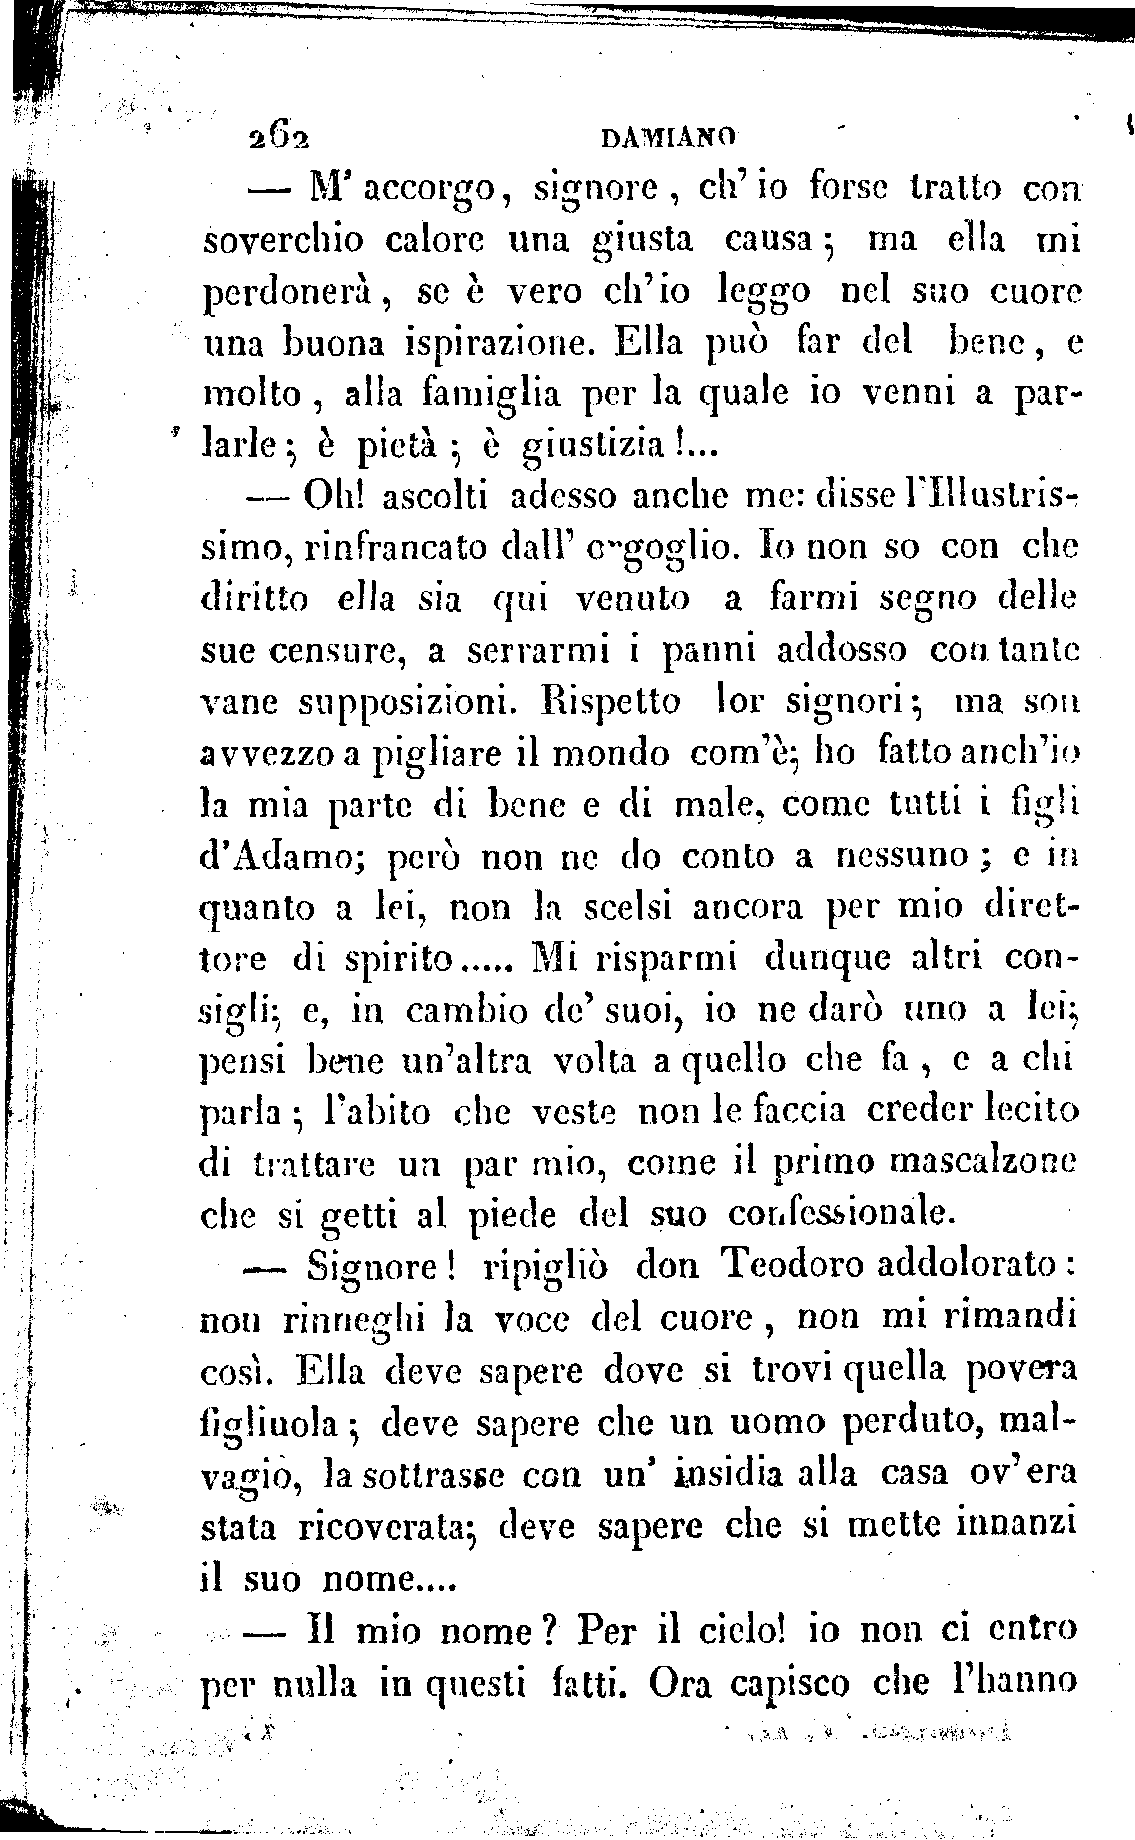 262 DAMIANO
— M' accorgo, signore, ch' io forse tratto con
soverchio calore una giusta causa; ma ella mi
perdonerà, se è vero ch'io leggo nel suo cuore
una buona ispirazione. Ella può far del bene, e
molto, alla famiglia per la quale io venni a par-
larle; è pietà; è giustizia!...
— Oh! ascolti adesso anche me: disse l'Illustris-
simo, rinfrancato dall' orgoglio. Io non so con che
diritto ella sia qui venuto a farmi segno delle
sue censure, a serrarmi i panni addosso con tante
vane supposizioni. Rispetto lor signori; ma son
avvezzo a pigliare il mondo com'è; ho fatto anch'io
la mia parte di bene e di male, come tutti i figli
d'Adamo; però non ne do conto a nessuno; e in
quanto a lei, non la scelsi ancora per mio diret-
tore di spirito..... Mi risparmi dunque altri con-
sigli; e, in cambio de' suoi, io ne darò uno a lei;
pensi bene un'altra volta a quello che fa, e a chi
parla; l'abito che veste non le faccia creder lecito
di trattare un par mio, come il primo mascalzone
che si getti al piede del suo confessionale.
— Signore! ripigliò don Teodoro addolorato:
non rinneghi la voce del cuore, non mi rimandi
così. Ella deve sapere dove si trovi quella povera
figliuola; deve sapere che un uomo perduto, mal-
vagio, la sottrasse con un' insidia alla casa ov'era
stata ricoverata; deve sapere che si mette innanzi
il suo nome....
— Il mio nome? Per il cielo! io non ci entro
per nulla in questi fatti. Ora capisco che l'hanno